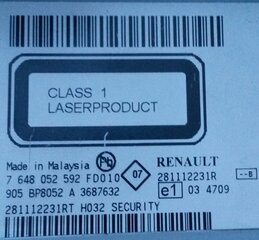 CLASS 1
LASERPRODUCT
Made in Malaysia Pb RENAULT
7 648 052 592 FD010 07 281112231R --B
905 BP8052 A 3687632 e1 03 4709
281112231RT H032 SECURITY